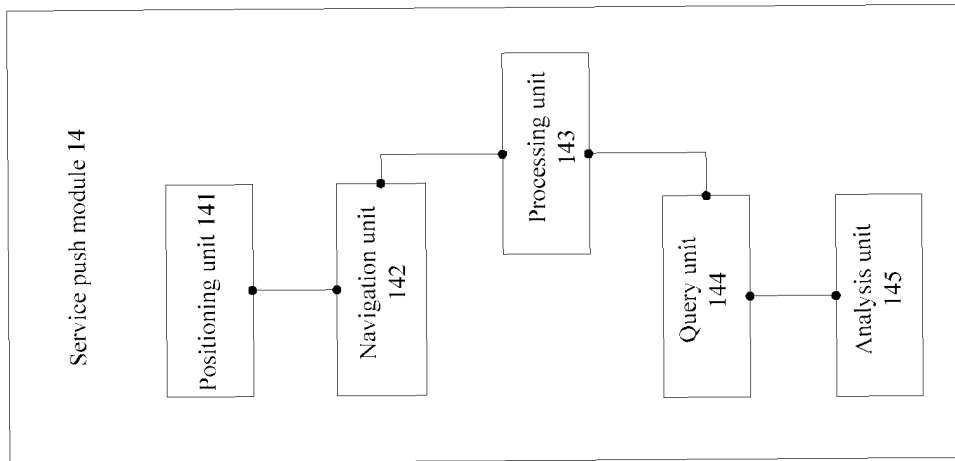 Service push module 14
Positioning unit 141
Navigation unit
142
Processing unit
143
Query unit
144
Analysis unit
145